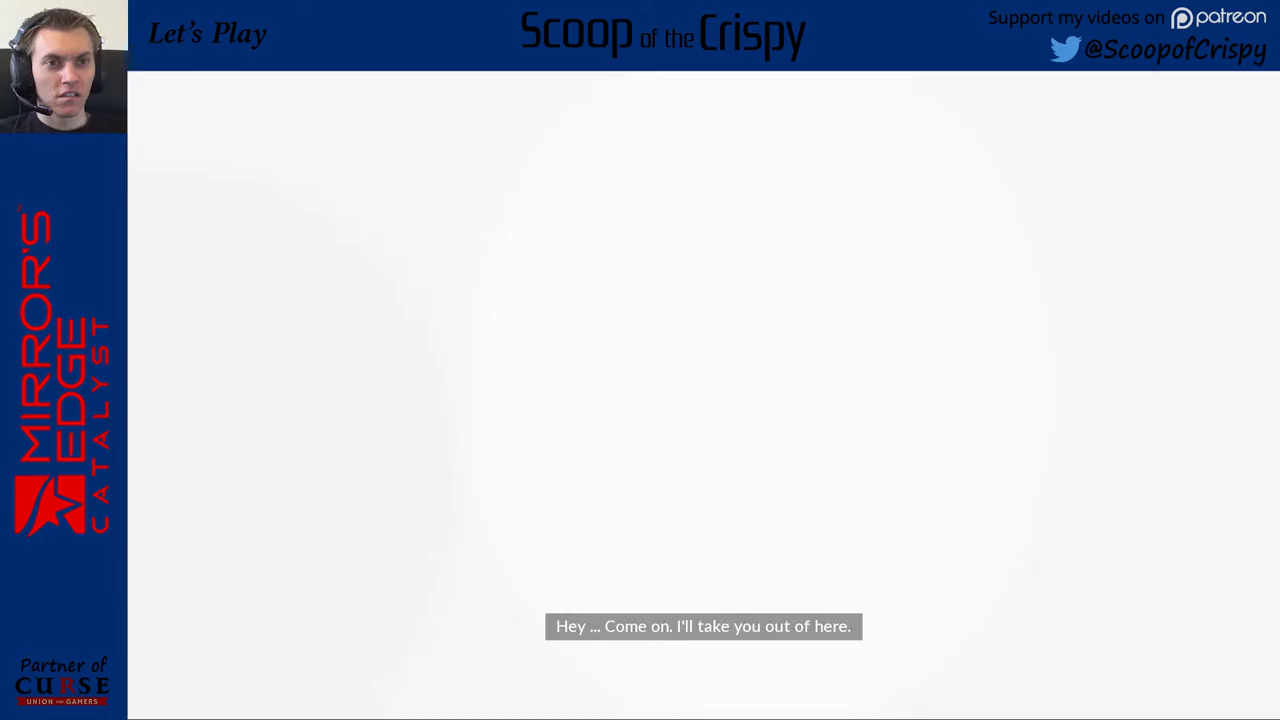 Let's Play
Scoop of the Crispy
Support my videos on patreon
@ScoopofCrispy
MIRROR'S
EDGE
CATALYST
Hey ... Come on. I'll take you out of here.
Partner of
CURSE
UNION FOR GAMERS